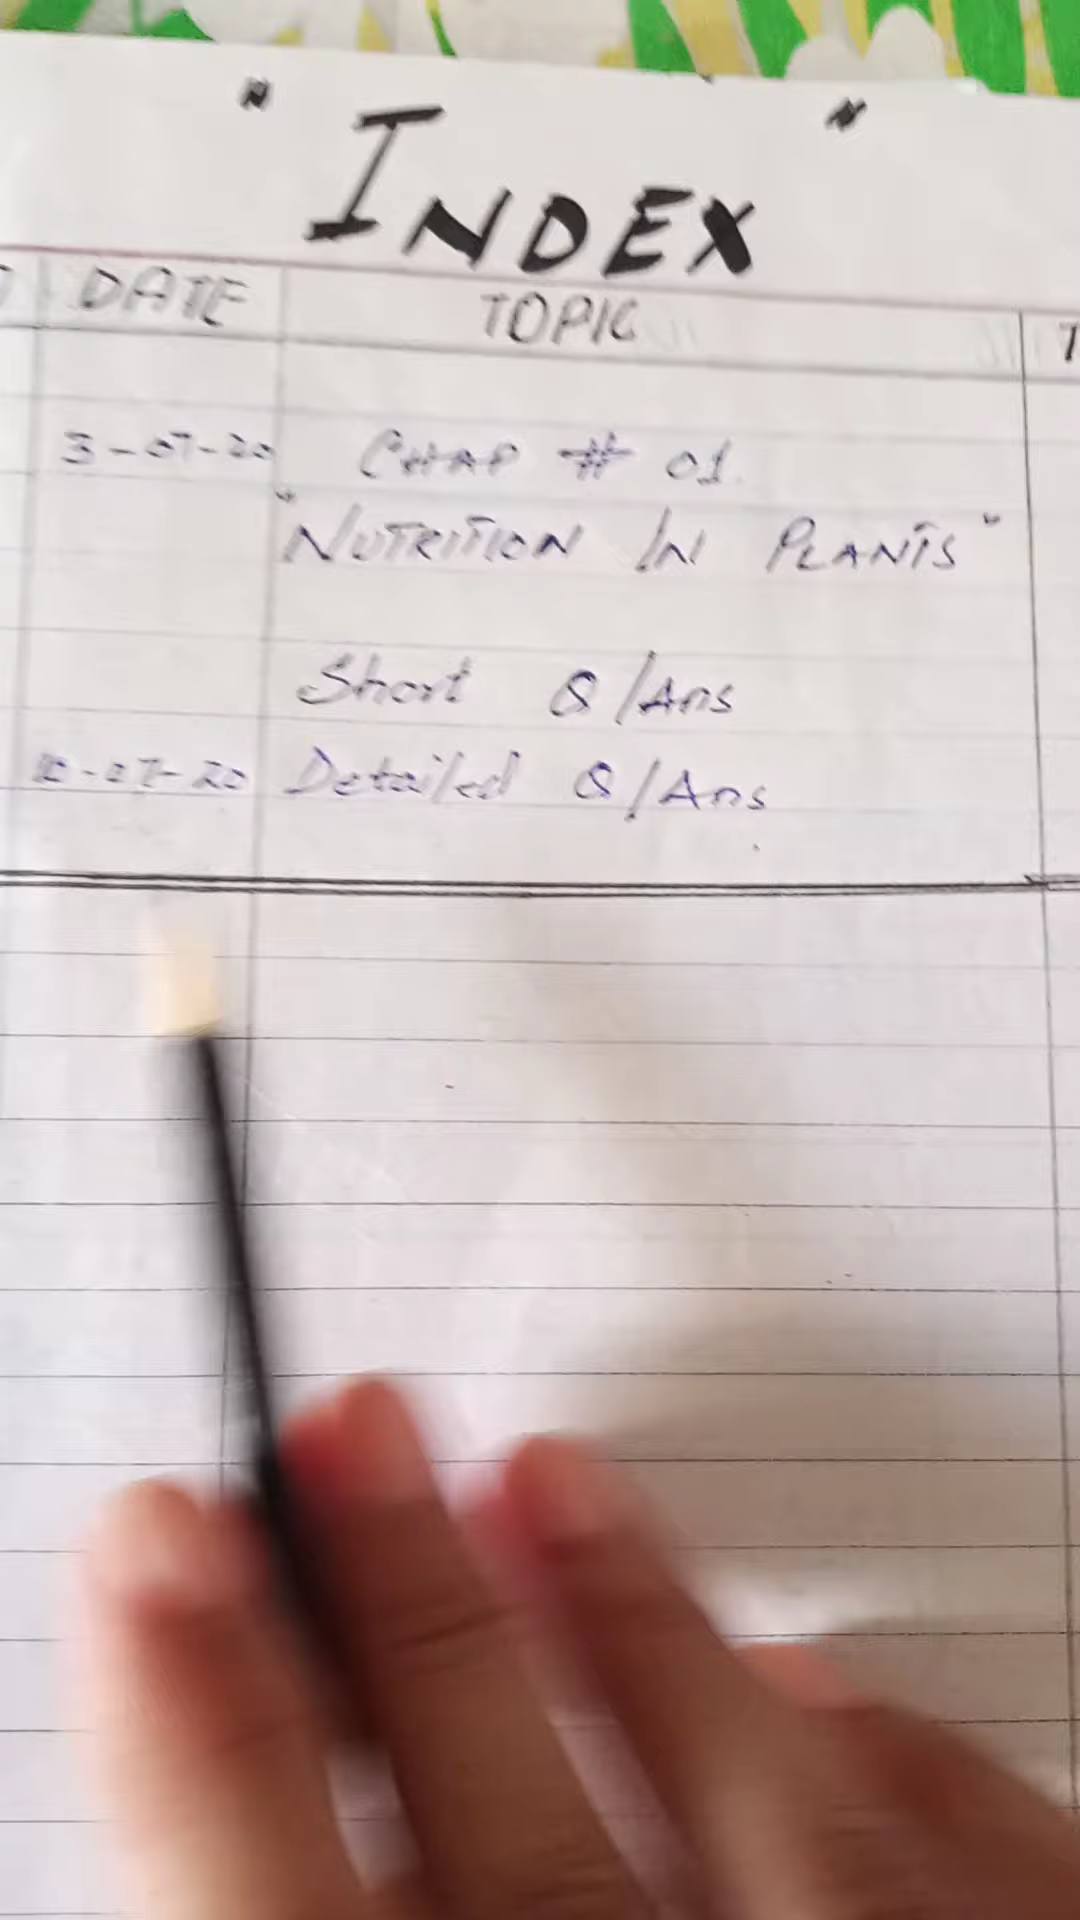 " INDEX "
DATE TOPIC T
3-07-20 CHAP # 01.
"NUTRITION IN PLANTS"
Short Q/Ans
Detailed Q/Ans